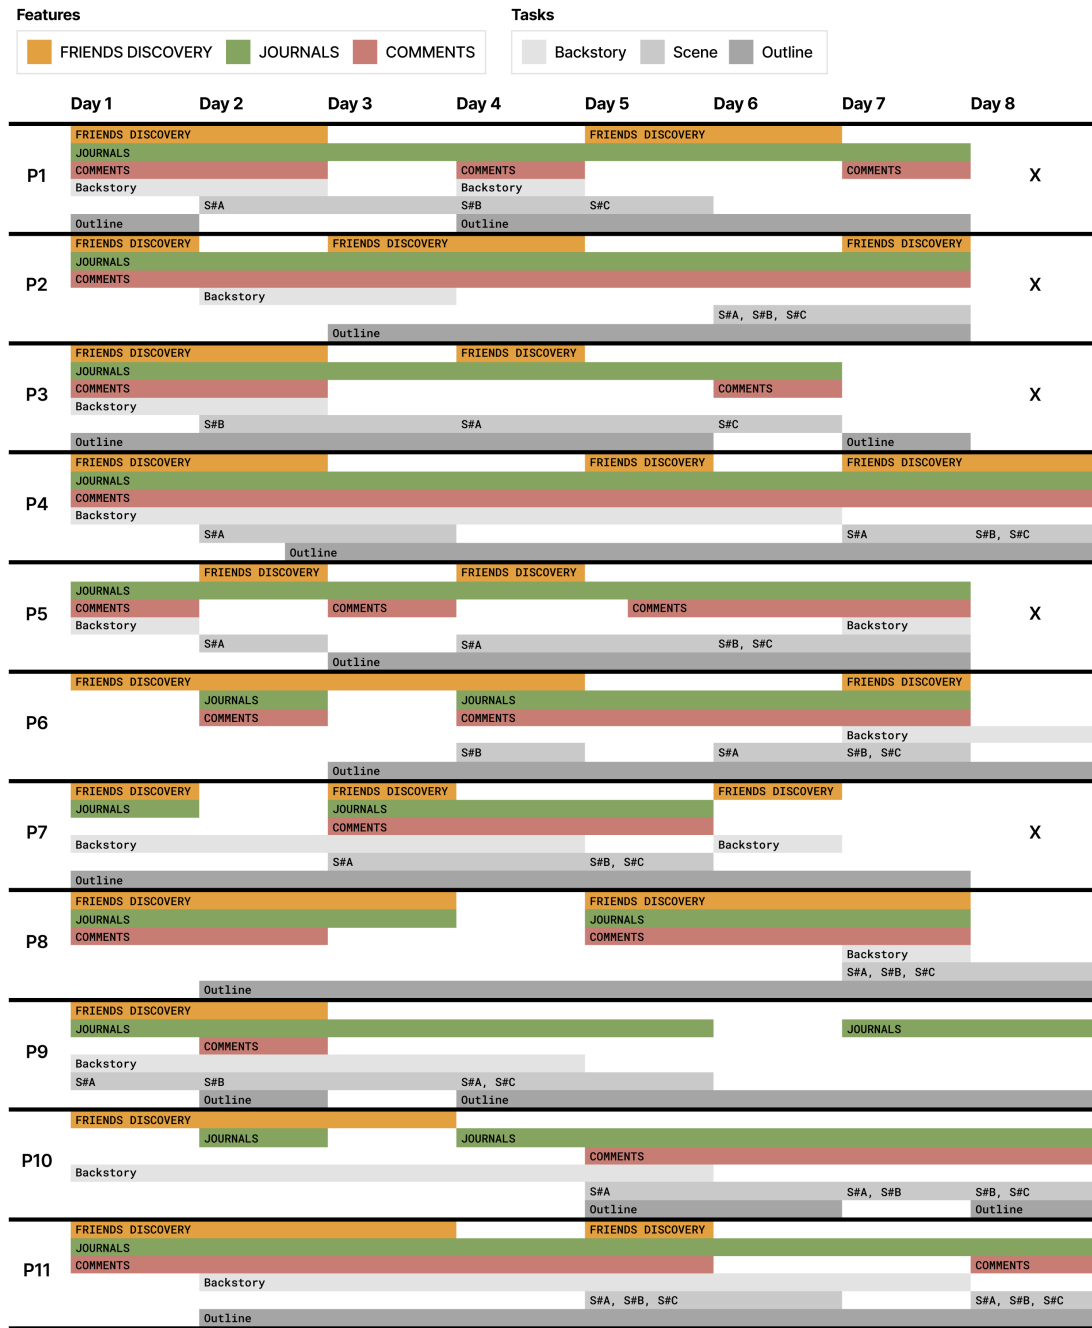 Features Tasks
FRIENDS DISCOVERY JOURNALS COMMENTS Backstory Scene Outline
Day 1 Day 2 Day 3 Day 4 Day 5 Day 6 Day 7 Day 8
FRIENDS DISCOVERY FRIENDS DISCOVERY
JOURNALS
P1 COMMENTS COMMENTS COMMENTS X
Backstory Backstory
S#A S#B S#C
Outline Outline
FRIENDS DISCOVERY FRIENDS DISCOVERY FRIENDS DISCOVERY
JOURNALS
P2 COMMENTS X
Backstory
S#A, S#B, S#C
Outline
FRIENDS DISCOVERY FRIENDS DISCOVERY
JOURNALS
P3 COMMENTS COMMENTS X
Backstory
S#B S#A S#C
Outline Outline
FRIENDS DISCOVERY FRIENDS DISCOVERY FRIENDS DISCOVERY
JOURNALS
P4 COMMENTS
Backstory
S#A S#A S#B, S#C
Outline
FRIENDS DISCOVERY FRIENDS DISCOVERY
JOURNALS
P5 COMMENTS COMMENTS COMMENTS X
Backstory Backstory
S#A S#A S#B, S#C
Outline
FRIENDS DISCOVERY FRIENDS DISCOVERY
JOURNALS JOURNALS
P6 COMMENTS COMMENTS
Backstory
S#B S#A S#B, S#C
Outline
FRIENDS DISCOVERY FRIENDS DISCOVERY FRIENDS DISCOVERY
JOURNALS JOURNALS
P7 COMMENTS X
Backstory Backstory
S#A S#B, S#C
Outline
FRIENDS DISCOVERY FRIENDS DISCOVERY
JOURNALS JOURNALS
P8 COMMENTS COMMENTS
Backstory
S#A, S#B, S#C
Outline
FRIENDS DISCOVERY
JOURNALS JOURNALS
P9 COMMENTS
Backstory
S#A S#B S#A, S#C
Outline Outline
FRIENDS DISCOVERY
JOURNALS JOURNALS
P10 COMMENTS
Backstory
S#A S#A, S#B S#B, S#C
Outline Outline
FRIENDS DISCOVERY FRIENDS DISCOVERY
JOURNALS
P11 COMMENTS COMMENTS
Backstory
S#A, S#B, S#C S#A, S#B, S#C
Outline